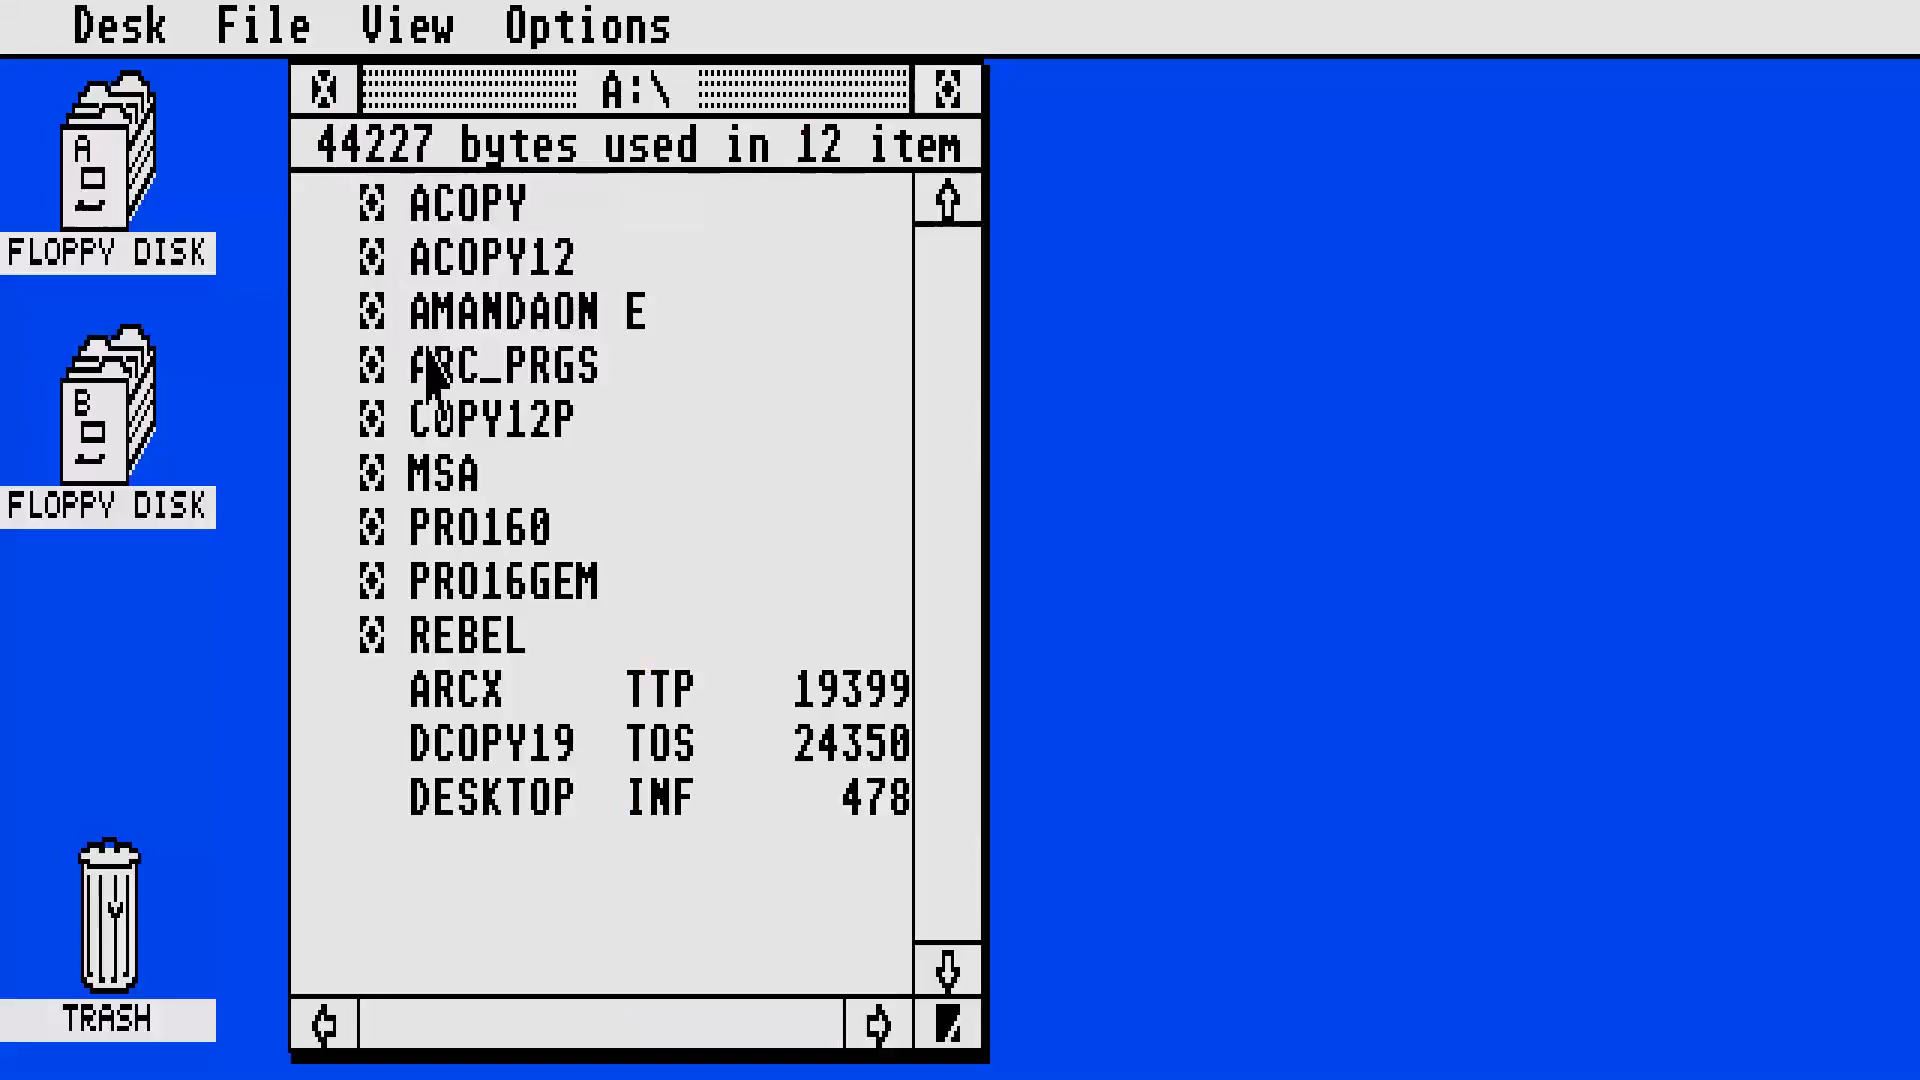 Desk File View Options
A
FLOPPY DISK
B
FLOPPY DISK
TRASH
A:\
44227 bytes used in 12 item
ACOPY
ACOPY12
AMANDAON E
ARC_PRGS
COPY12P
MSA
PRO160
PRO16GEM
REBEL
ARCX TTP 19399
DCOPY19 TOS 24350
DESKTOP INF 478